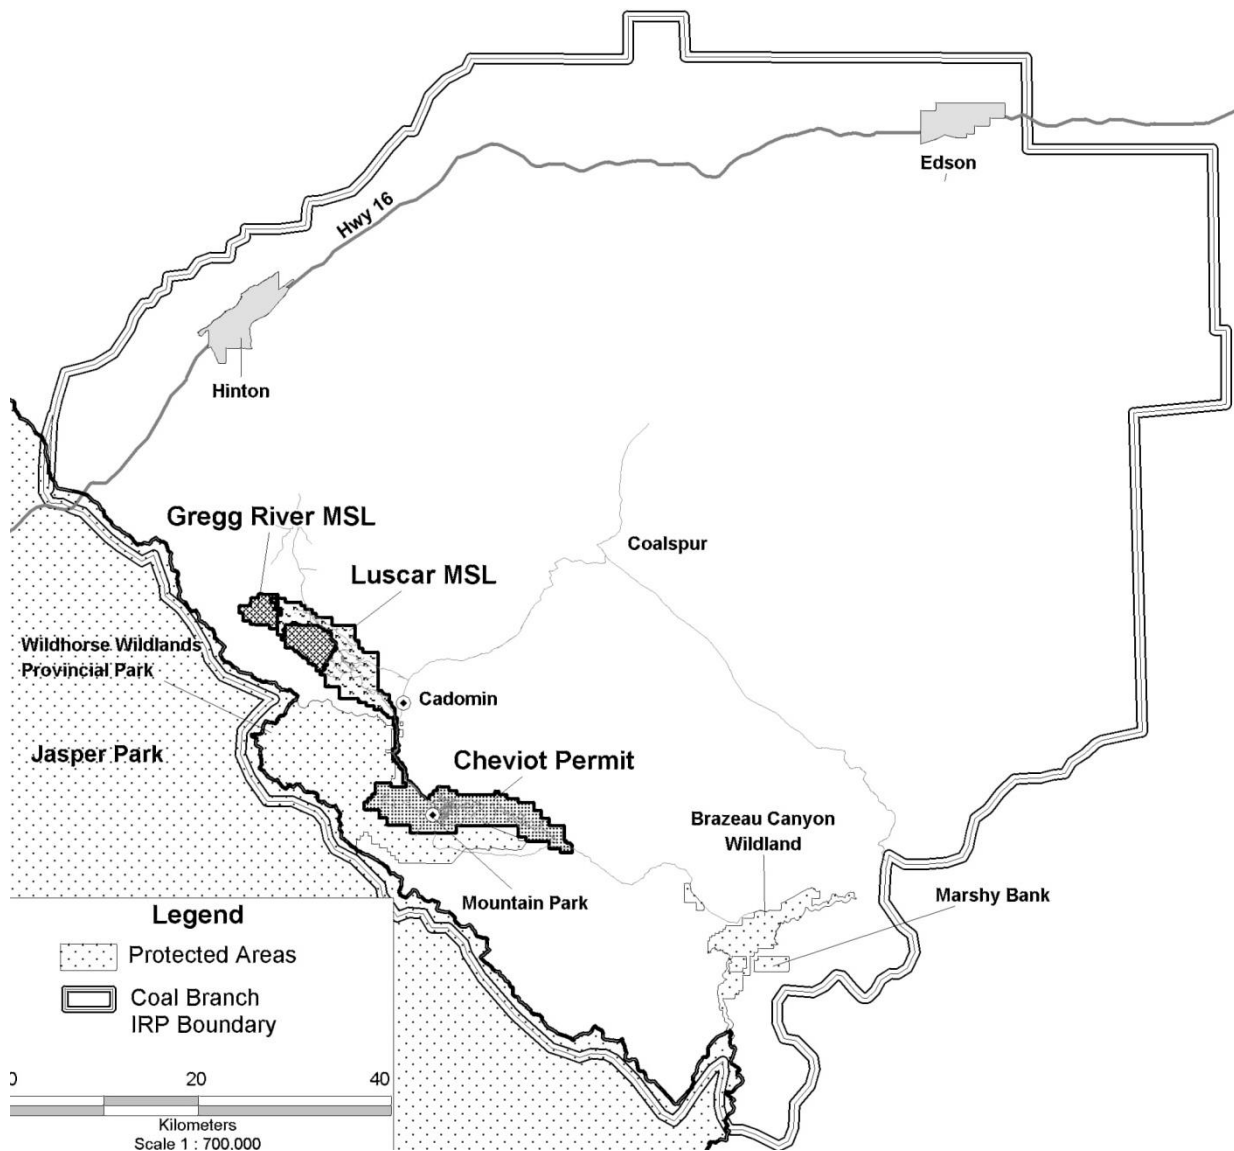 Edson
Hwy 16
Hinton
Gregg River MSL
Coalspur
Luscar MSL
Wildhorse Wildlands
Provincial Park
Cadomin
Jasper Park
Cheviot Permit
Brazeau Canyon
Wildland
Mountain Park
Marshy Bank
Legend
Protected Areas
Coal Branch
IRP Boundary
0 20 40
Kilometers
Scale 1 : 700.000